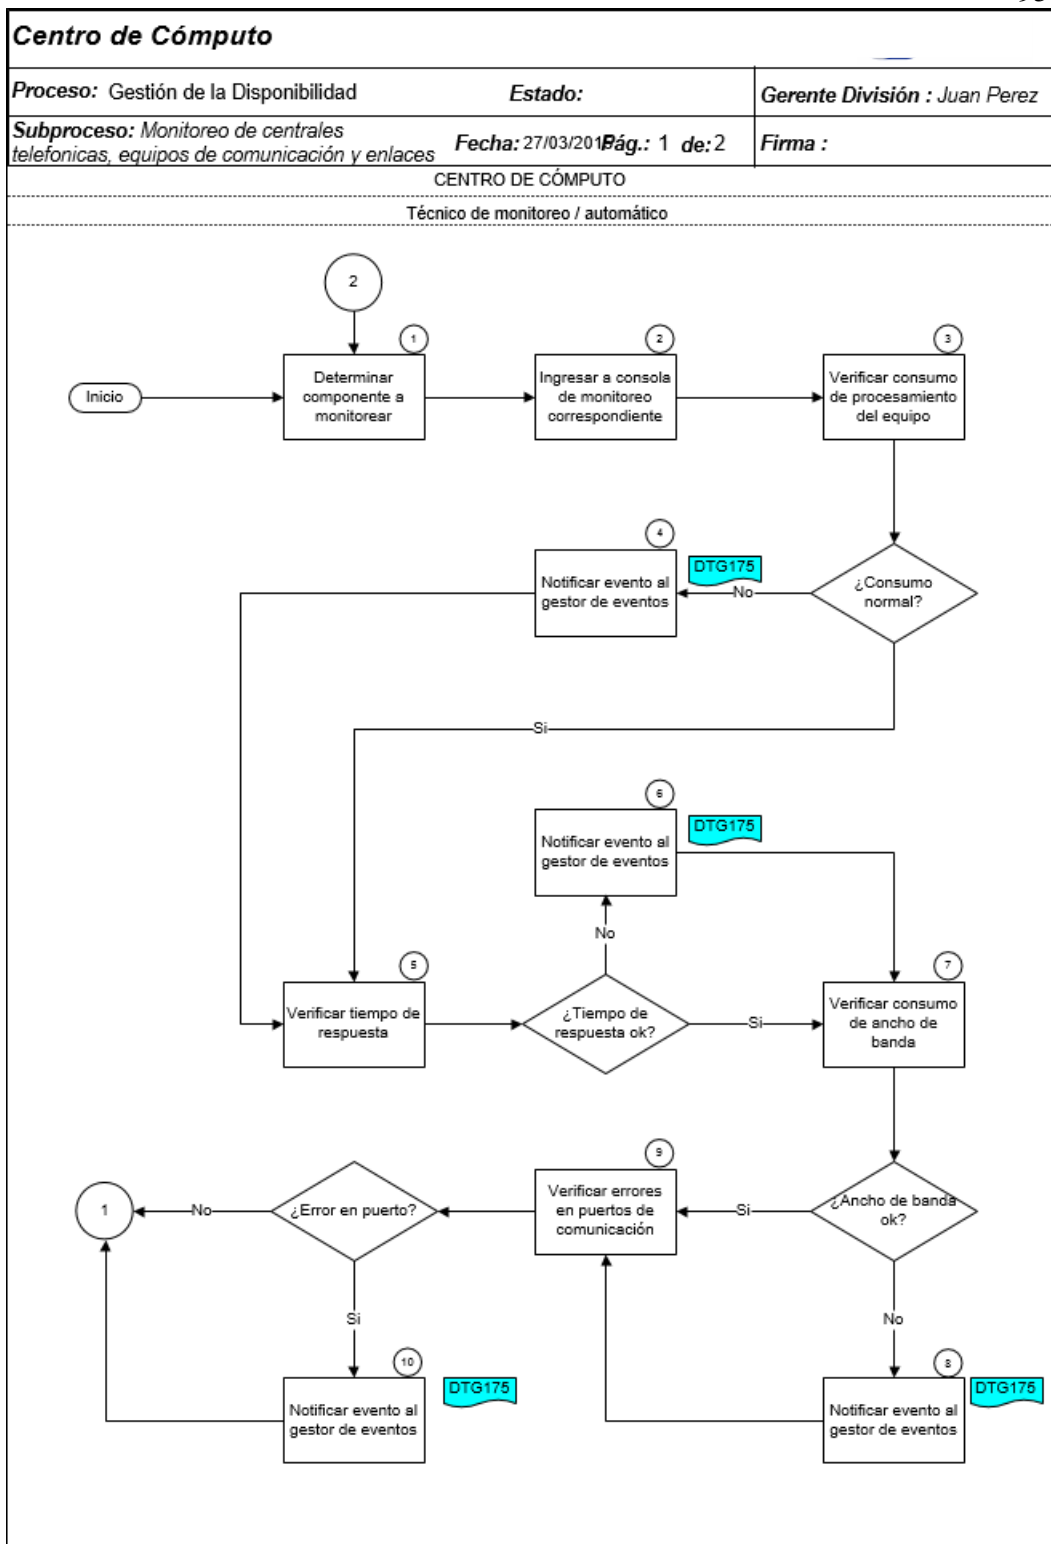 Centro de Cómputo
Proceso: Gestión de la Disponibilidad
Estado:
Gerente División : Juan Perez
Subproceso: Monitoreo de centrales
telefonicas, equipos de comunicación y enlaces
Fecha: 27/03/201
Pág.: 1 de: 2
Firma :
CENTRO DE CÓMPUTO
Técnico de monitoreo / automático
2
1
2
3
Inicio
Determinar
componente a
monitorear
Ingresar a consola
de monitoreo
correspondiente
Verificar consumo
de procesamiento
del equipo
4
Notificar evento al
gestor de eventos
DTG175
No
¿Consumo
normal?
Si
6
Notificar evento al
gestor de eventos
DTG175
No
5
Verificar tiempo de
respuesta
¿Tiempo de
respuesta ok?
Si
7
Verificar consumo
de ancho de
banda
9
1
No
¿Error en puerto?
Verificar errores
en puertos de
comunicación
Si
¿Ancho de banda
ok?
Si
No
10
Notificar evento al
gestor de eventos
DTG175
8
Notificar evento al
gestor de eventos
DTG175